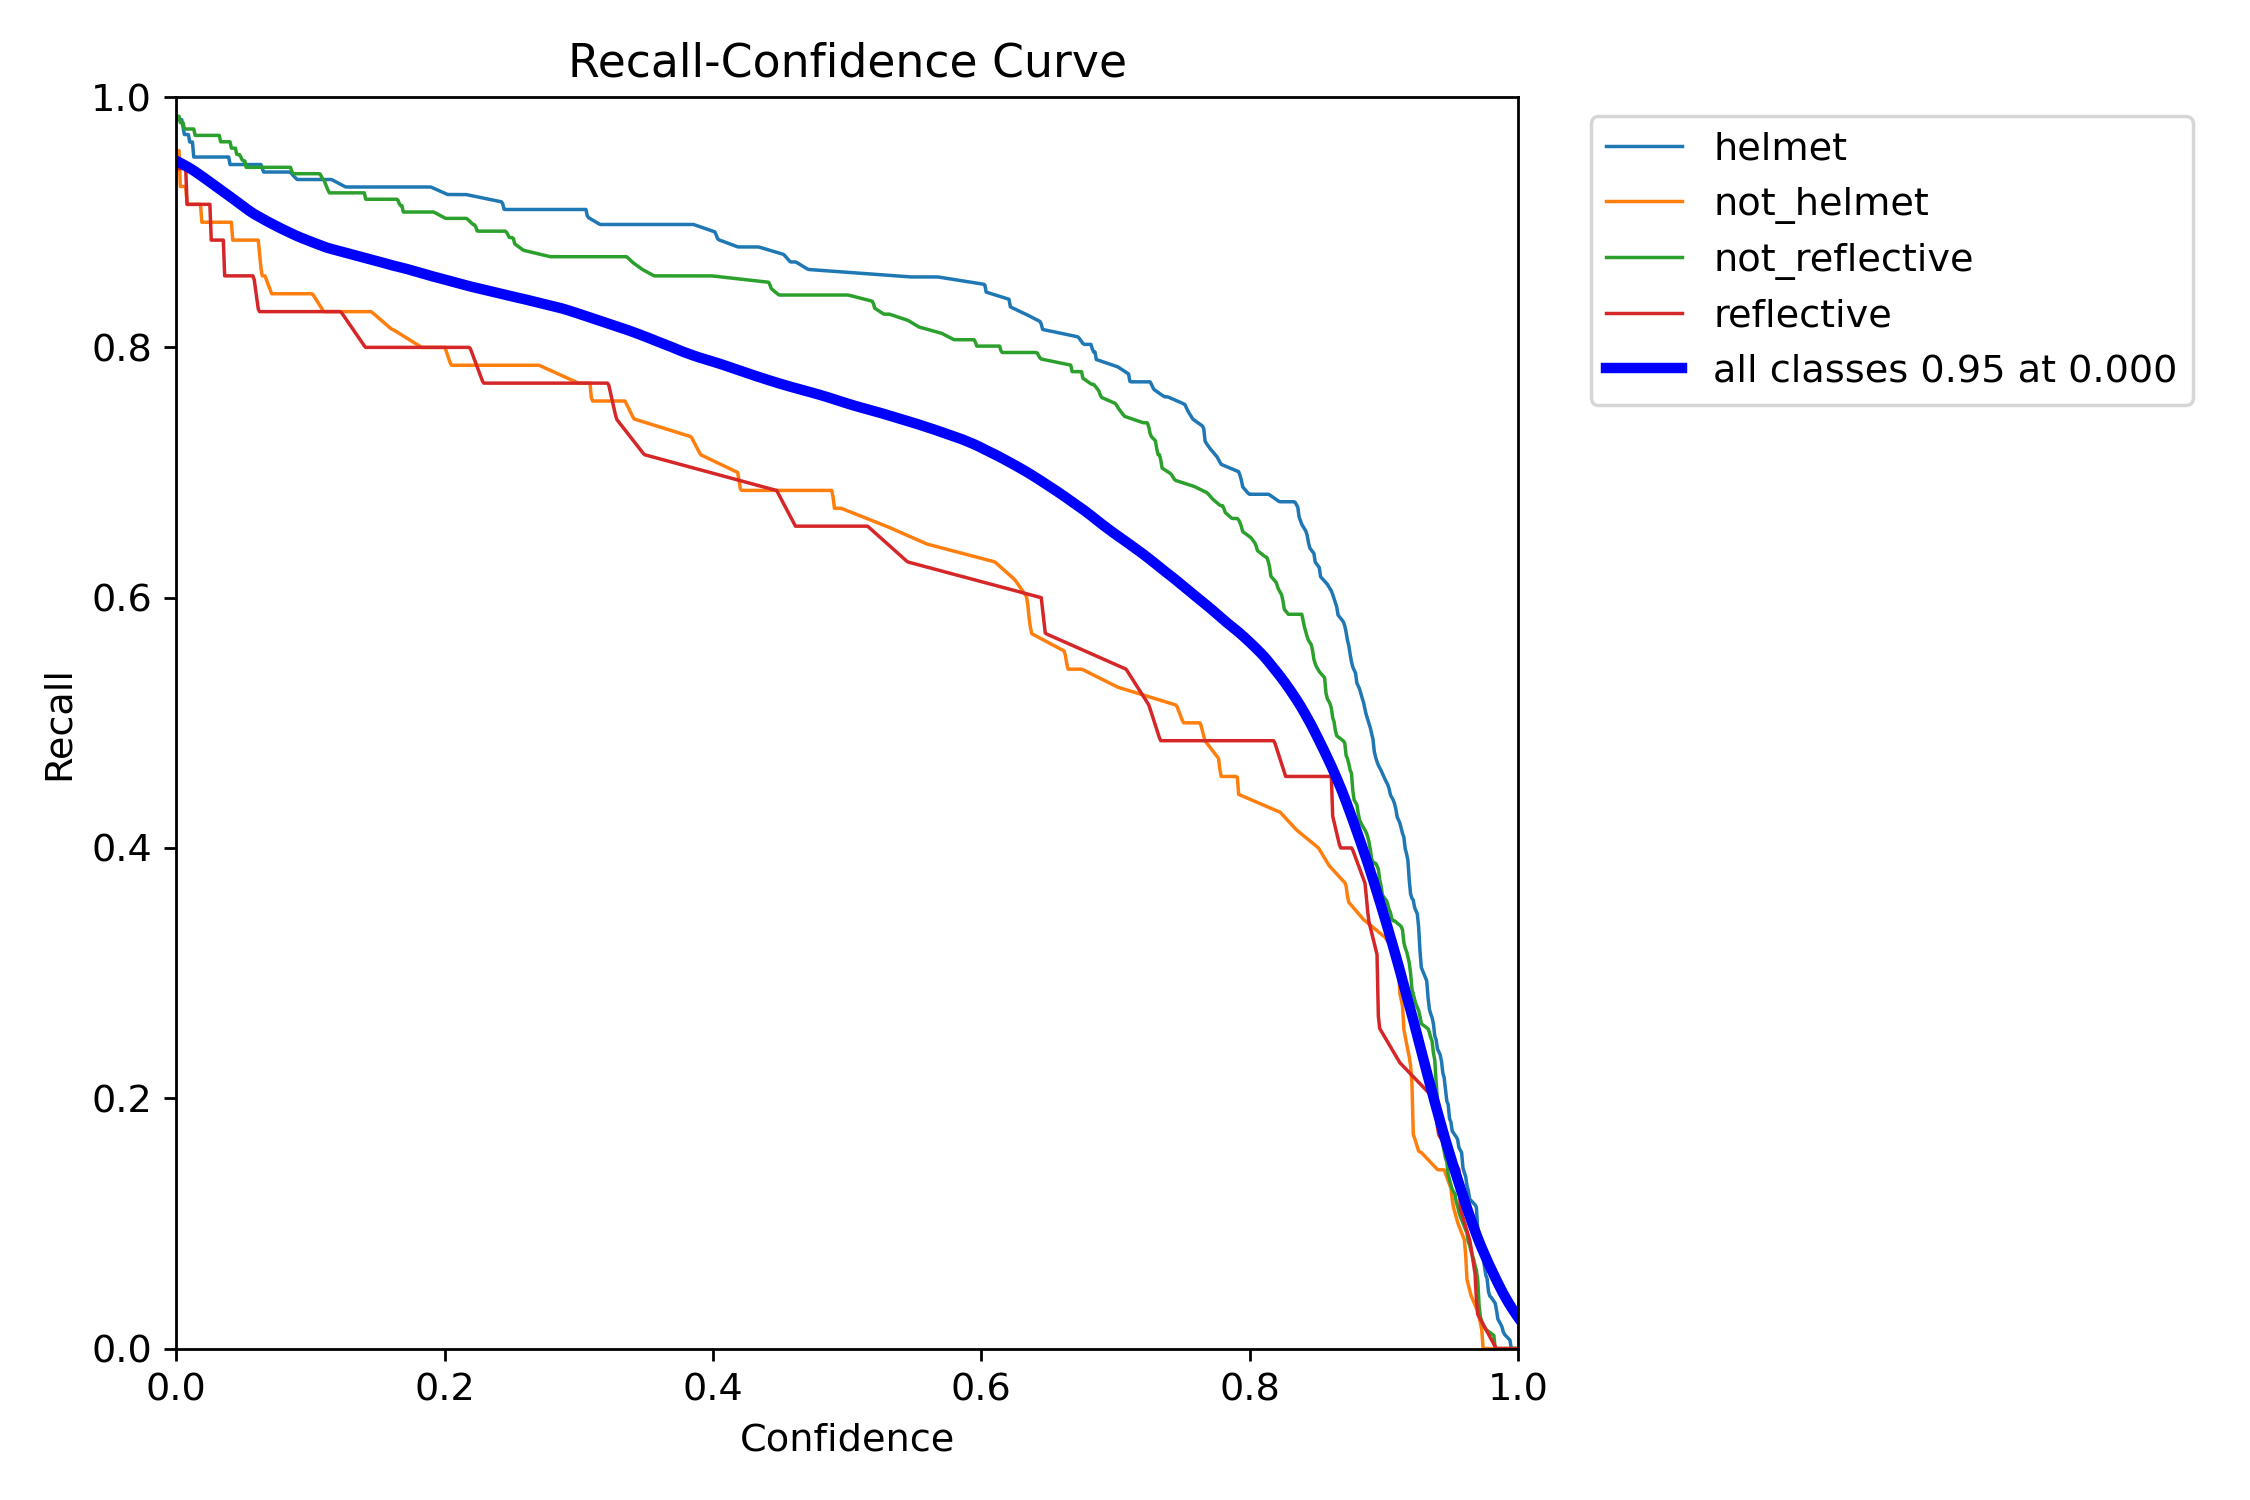 Recall-Confidence Curve
1.0
0.8
0.6
0.4
0.2
0.0
Recall
0.0 0.2 0.4 0.6 0.8 1.0
Confidence
helmet
not_helmet
not_reflective
reflective
all classes 0.95 at 0.000